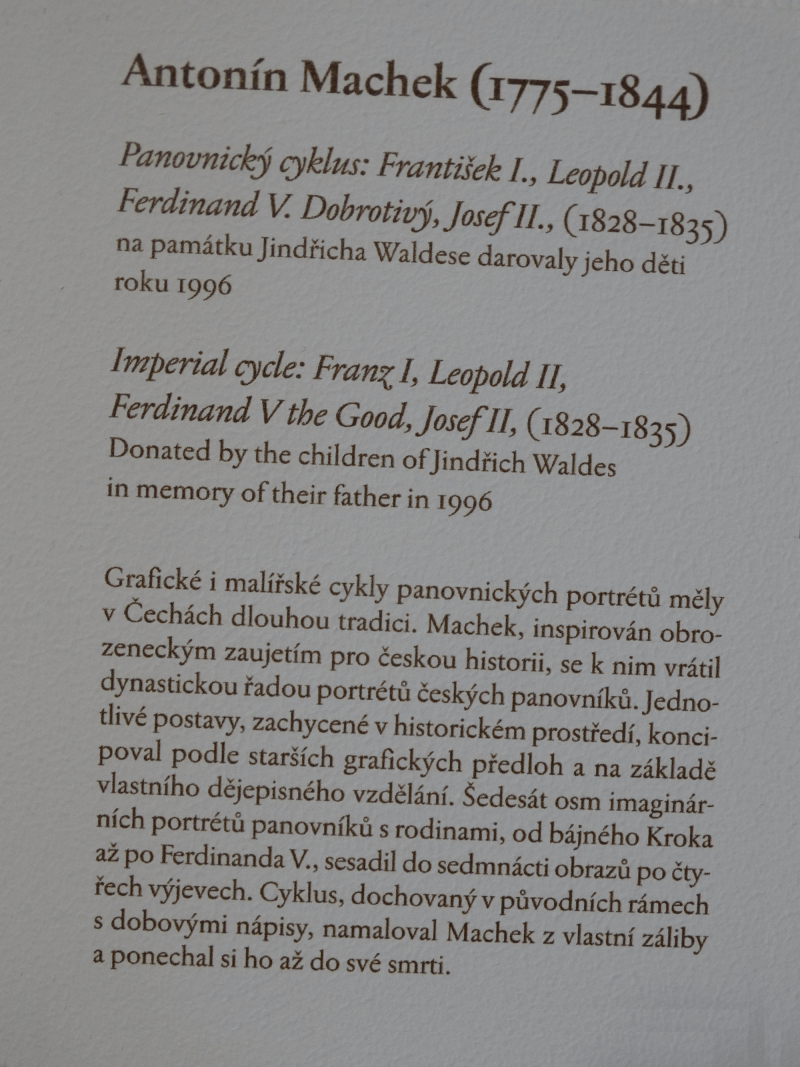 Antonín Machek (1775–1844)
Panovnický cyklus: František I., Leopold II.,
Ferdinand V. Dobrotivý, Josef II., (1828–1835)
na památku Jindřicha Waldese darovaly jeho děti
roku 1996
Imperial cycle: Franz I, Leopold II,
Ferdinand V the Good, Josef II, (1828–1835)
Donated by the children of Jindřich Waldes
in memory of their father in 1996
Grafické i malířské cykly panovnických portrétů měly
v Čechách dlouhou tradici. Machek, inspirován obro-
zeneckým zaujetím pro českou historii, se k nim vrátil
dynastickou řadou portrétů českých panovníků. Jedno-
tlivé postavy, zachycené v historickém prostředí, konci-
poval podle starších grafických předloh a na základě
vlastního dějepisného vzdělání. Šedesát osm imaginár-
ních portrétů panovníků s rodinami, od bájného Kroka
až po Ferdinanda V., sesadil do sedmnácti obrazů po čty-
řech výjevech. Cyklus, dochovaný v původních rámech
s dobovými nápisy, namaloval Machek z vlastní záliby
a ponechal si ho až do své smrti.